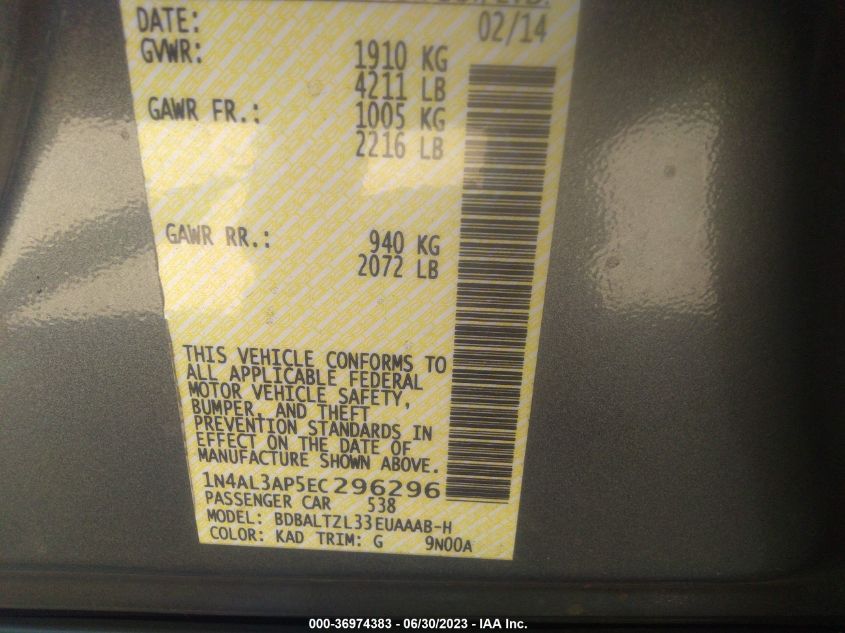 DATE: 02/14
GVWR: 1910 KG
4211 LB
GAWR FR.: 1005 KG
2216 LB
GAWR RR.: 940 KG
2072 LB
THIS VEHICLE CONFORMS TO
ALL APPLICABLE FEDERAL
MOTOR VEHICLE SAFETY,
BUMPER, AND THEFT
PREVENTION STANDARDS IN
EFFECT ON THE DATE OF
MANUFACTURE SHOWN ABOVE.
1N4AL3AP5EC296296
PASSENGER CAR 538
MODEL: BDBALTZL33EUAAAB-H
COLOR: KAD TRIM: G 9N00A
000-36974383 - 06/30/2023 - IAA Inc.